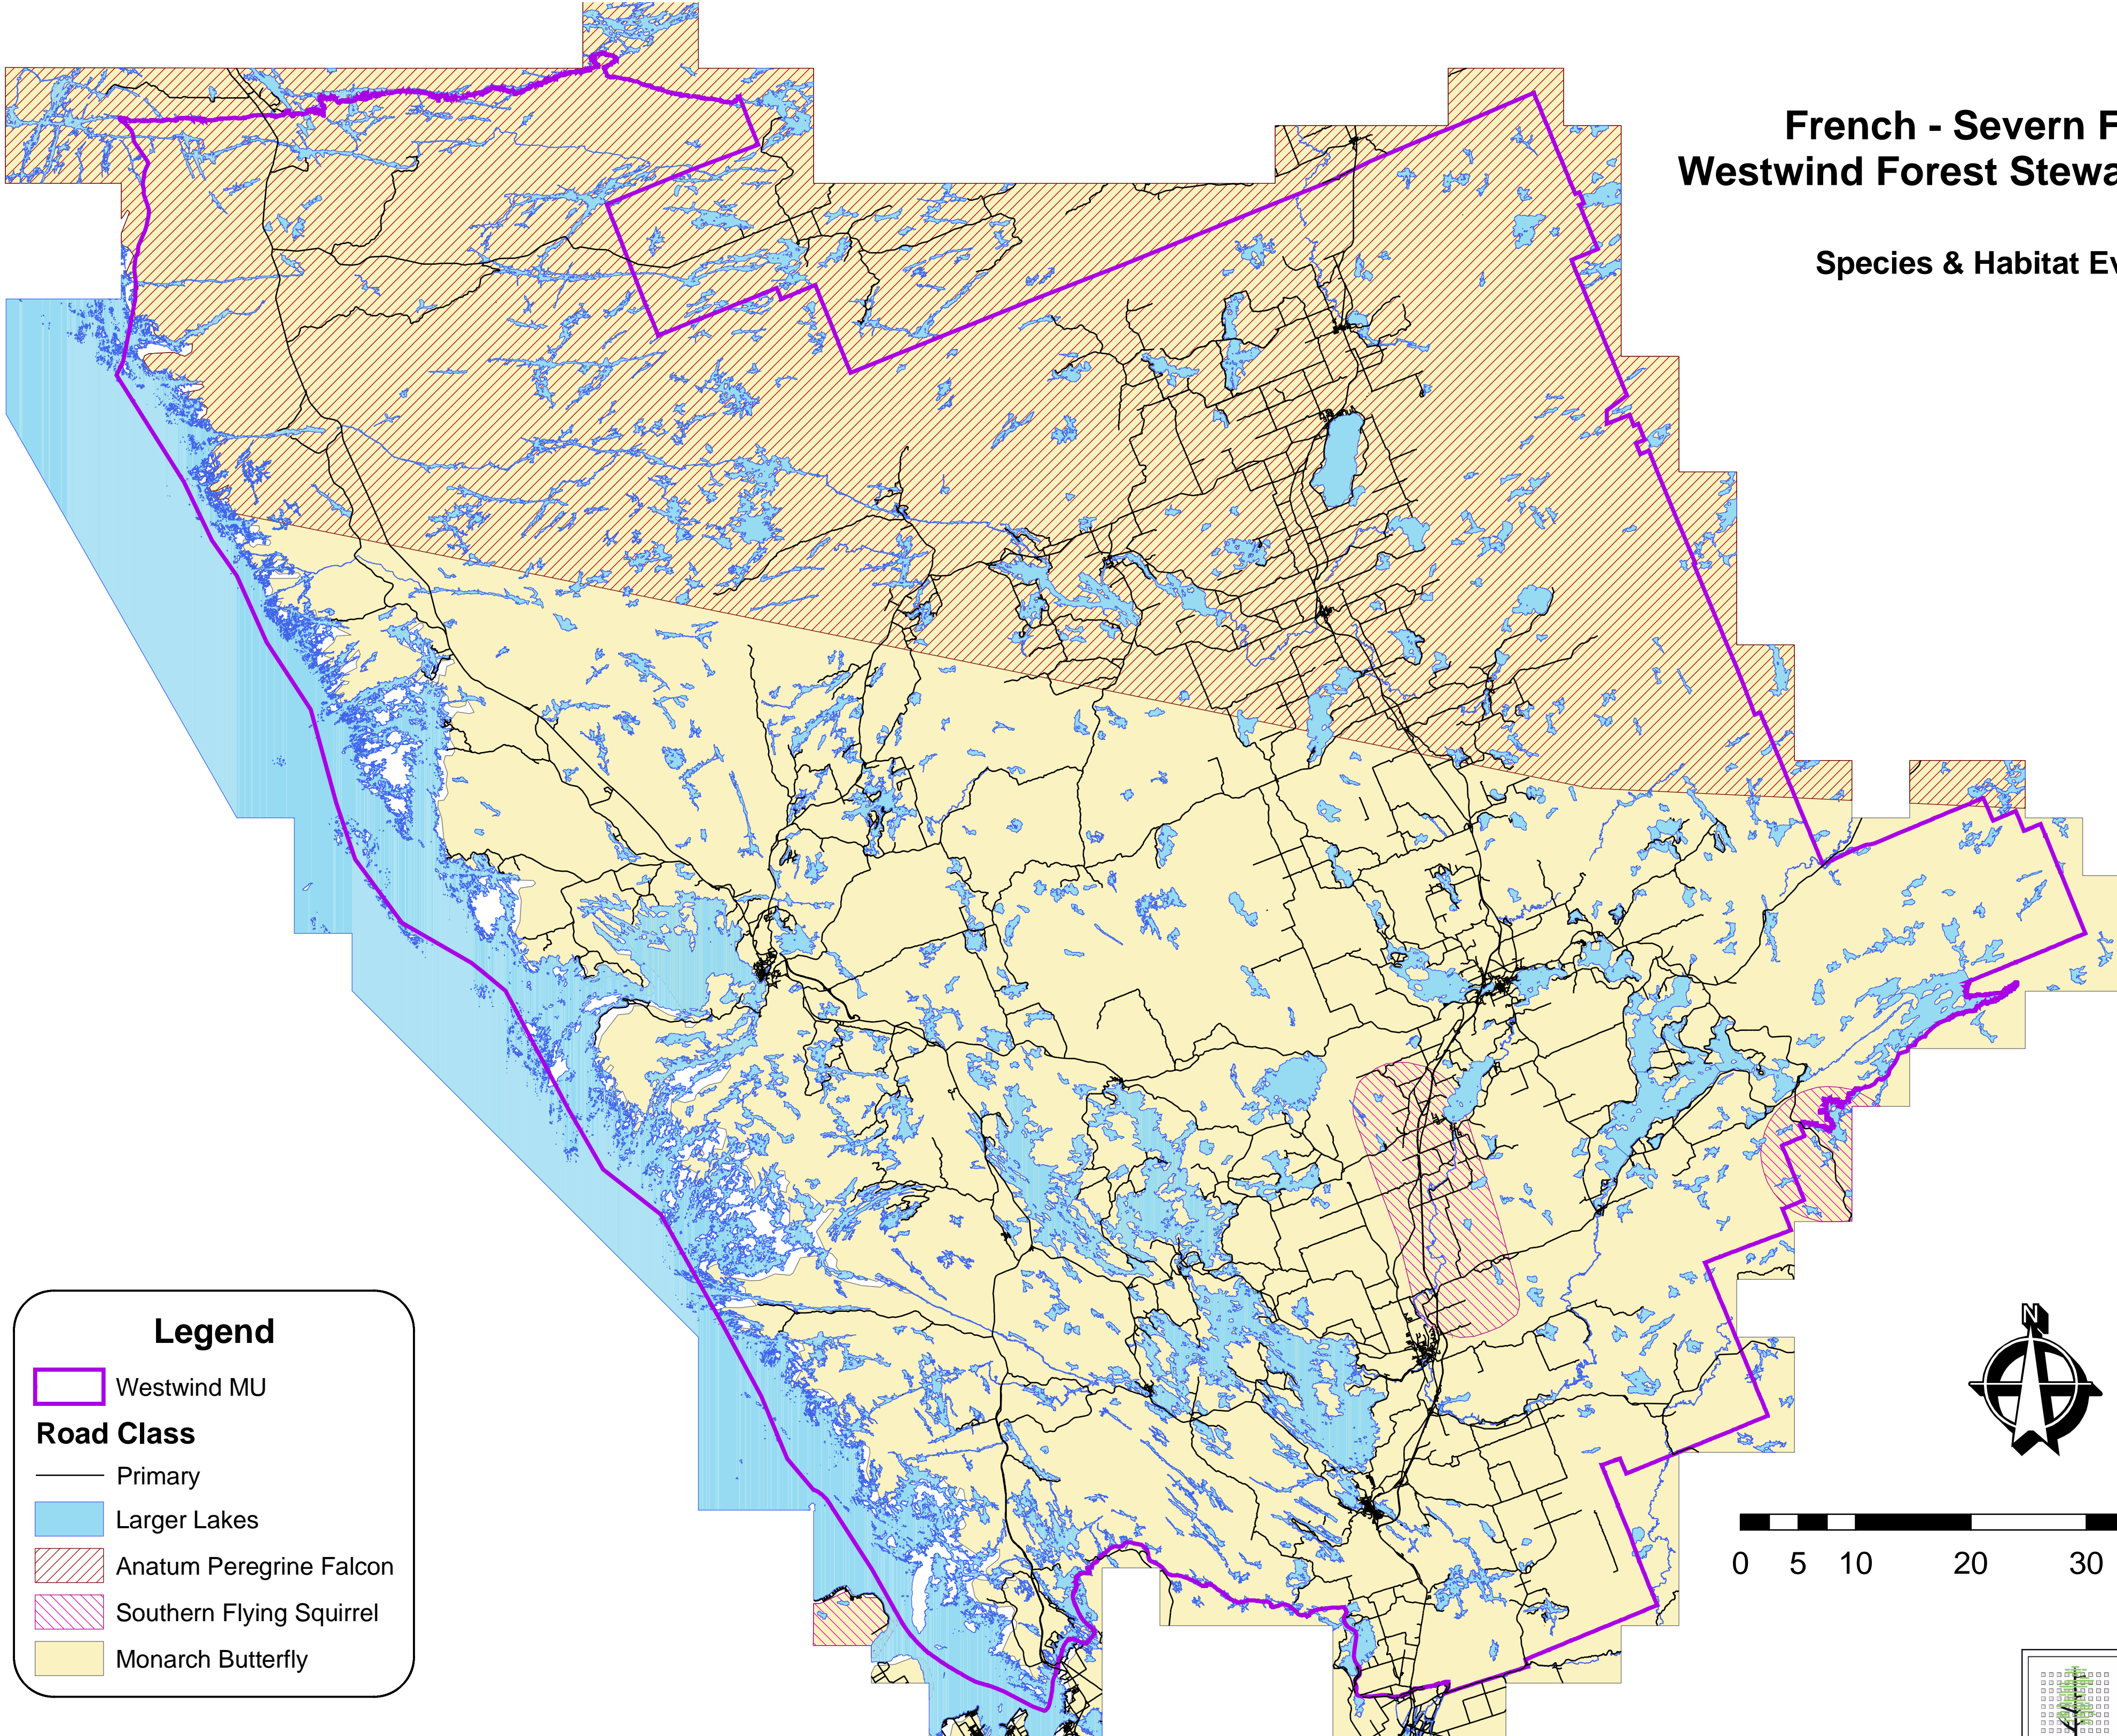 French - Severn F
Westwind Forest Stewa
Species & Habitat Ev
Legend
Westwind MU
Road Class
Primary
Larger Lakes
Anatum Peregrine Falcon
Southern Flying Squirrel
Monarch Butterfly
N
0 5 10 20 30